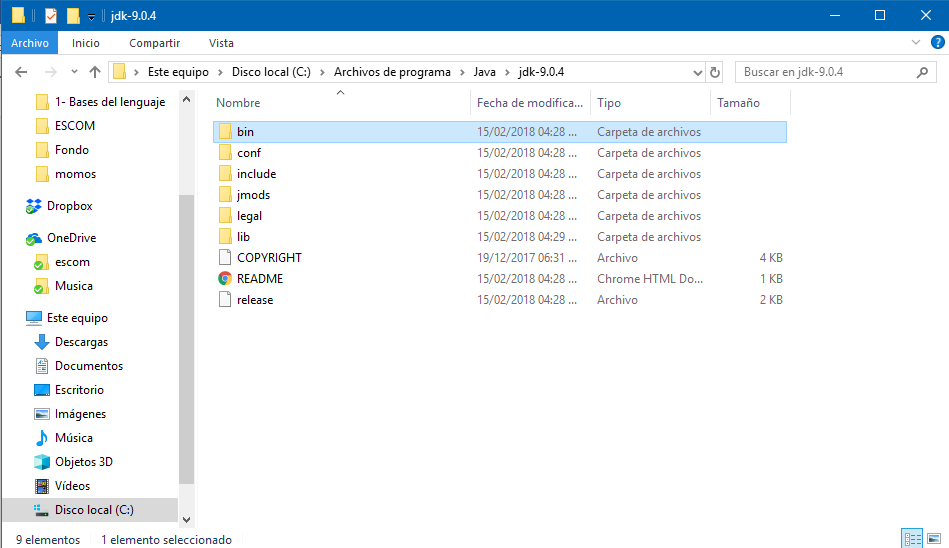 jdk-9.0.4
Archivo Inicio Compartir Vista
Este equipo Disco local (C:) Archivos de programa Java jdk-9.0.4 Buscar en jdk-9.0.4
1- Bases del lenguaje
ESCOM
Fondo
momos
Dropbox
OneDrive
escom
Musica
Este equipo
Descargas
Documentos
Escritorio
Imágenes
Música
Objetos 3D
Vídeos
Disco local (C:)
Nombre Fecha de modifica... Tipo Tamaño
bin 15/02/2018 04:28 ... Carpeta de archivos
conf 15/02/2018 04:28 ... Carpeta de archivos
include 15/02/2018 04:28 ... Carpeta de archivos
jmods 15/02/2018 04:28 ... Carpeta de archivos
legal 15/02/2018 04:28 ... Carpeta de archivos
lib 15/02/2018 04:29 ... Carpeta de archivos
COPYRIGHT 19/12/2017 06:31 ... Archivo 4 KB
README 15/02/2018 04:28 ... Chrome HTML Do... 1 KB
release 15/02/2018 04:28 ... Archivo 2 KB
9 elementos 1 elemento seleccionado